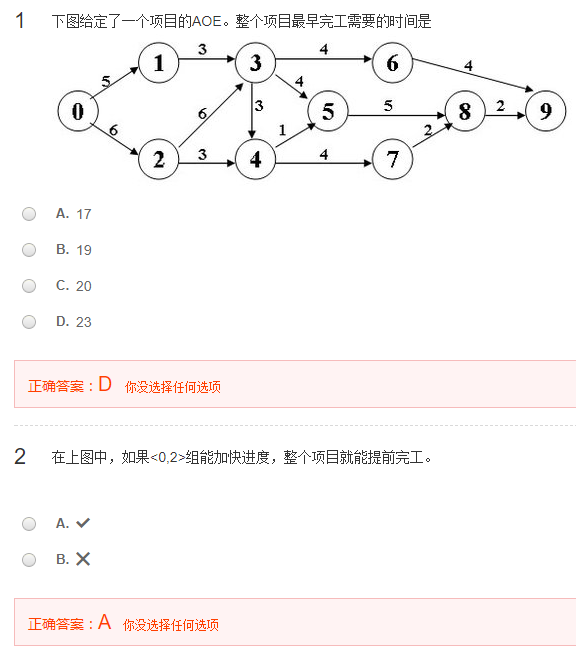 1 下图给定了一个项目的AOE。整个项目最早完工需要的时间是
3 4
1 3 6
5 4 4
0 6 3 5 5 8 2 9
6 1 2
2 3 4 4 7
A. 17
B. 19
C. 20
D. 23
正确答案：D 你没选择任何选项
2 在上图中，如果<0,2>组能加快进度，整个项目就能提前完工。
A. ✔
B. ✕
正确答案：A 你没选择任何选项